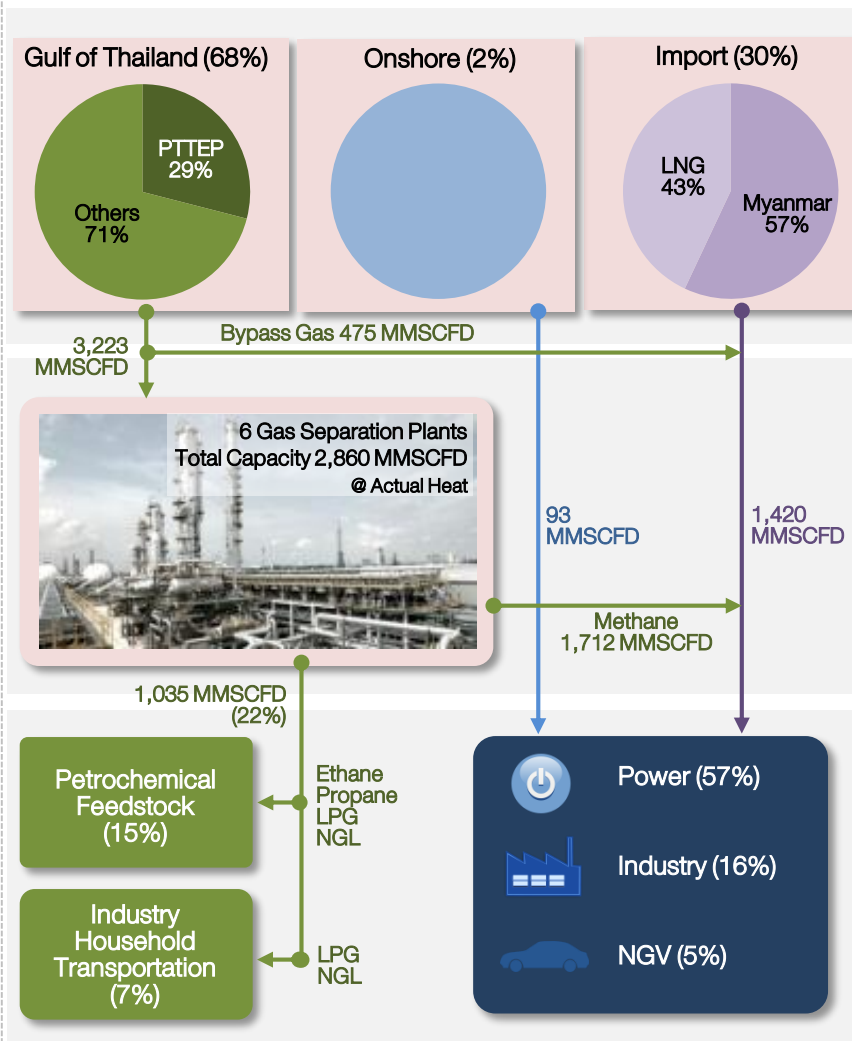 Gulf of Thailand (68%)
PTTEP
29%
Others
71%
Onshore (2%)
Import (30%)
LNG
43%
Myanmar
57%
3,223
MMSCFD
Bypass Gas 475 MMSCFD
6 Gas Separation Plants
Total Capacity 2,860 MMSCFD
@ Actual Heat
93
MMSCFD
1,420
MMSCFD
Methane
1,712 MMSCFD
1,035 MMSCFD
(22%)
Petrochemical
Feedstock
(15%)
Ethane
Propane
LPG
NGL
Industry
Household
Transportation
(7%)
LPG
NGL
Power (57%)
Industry (16%)
NGV (5%)